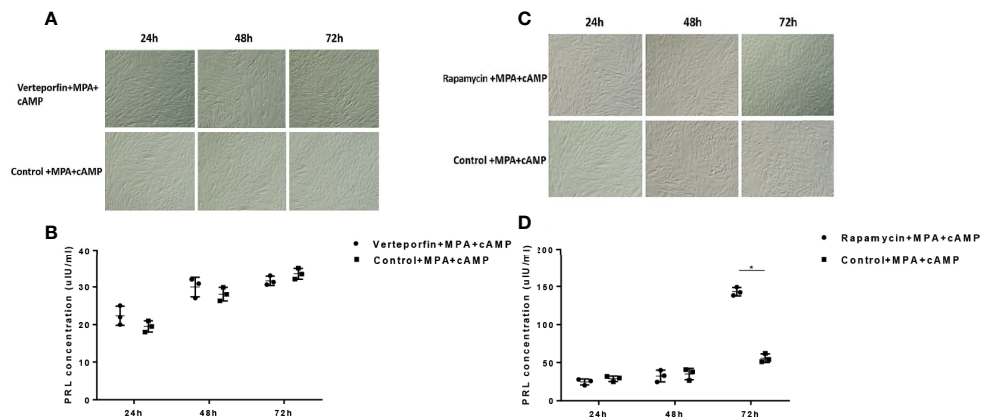 A
24h 48h 72h
Verteporfin+MPA+
cAMP
Control +MPA+cAMP
B
Verteporfin+MPA+cAMP
Control+MPA+cAMP
PRL concentration (uIU/ml)
40
30
20
10
0
24h 48h 72h
C
24h 48h 72h
Rapamycin +MPA+cAMP
Control +MPA+cAMP
D
Rapamycin+MPA+cAMP
Control+MPA+cAMP
PRL concentration (uIU/ml)
200
150
100
50
0
*
24h 48h 72h